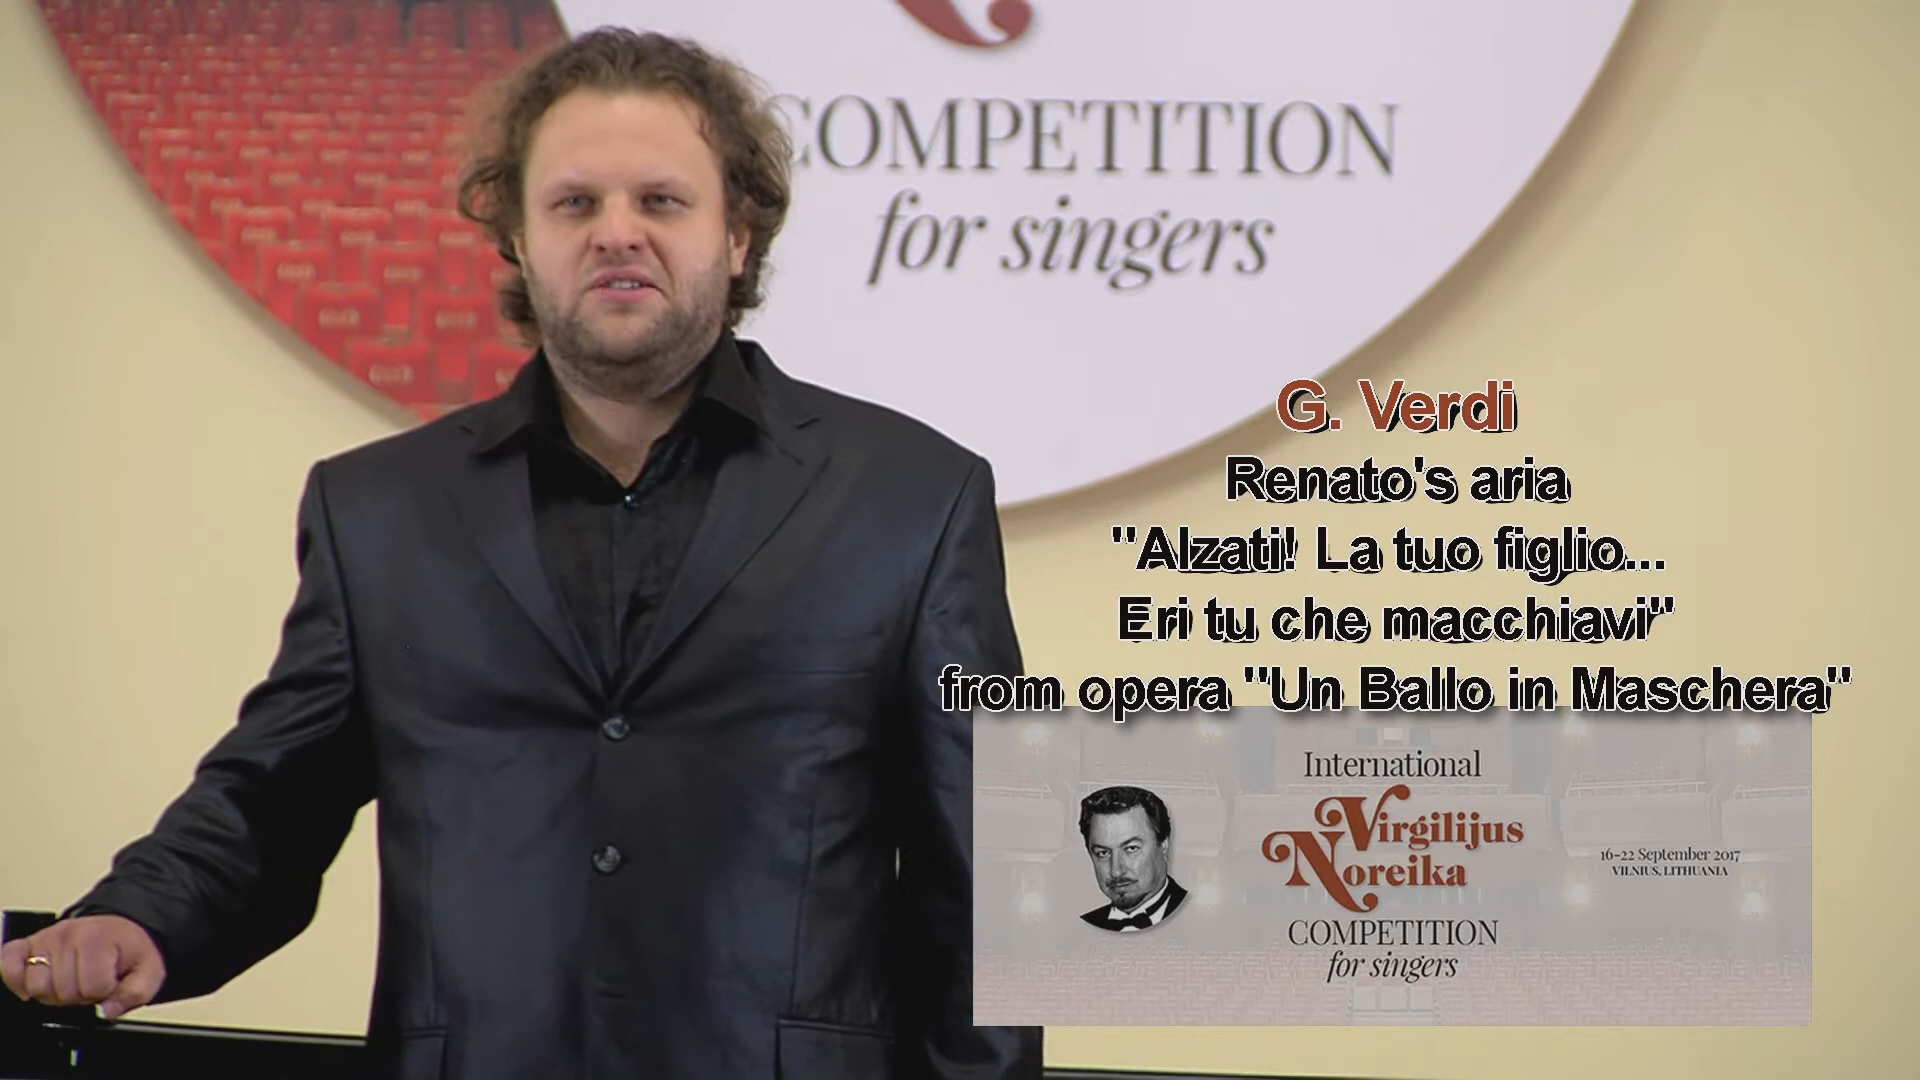 COMPETITION
for singers
G. Verdi
Renato's aria
"Alzati! La tuo figlio...
Eri tu che macchiavi"
from opera "Un Ballo in Maschera"
International
Virgilijus
Noreika
COMPETITION
for singers
16-22 September 2017
VILNIUS, LITHUANIA